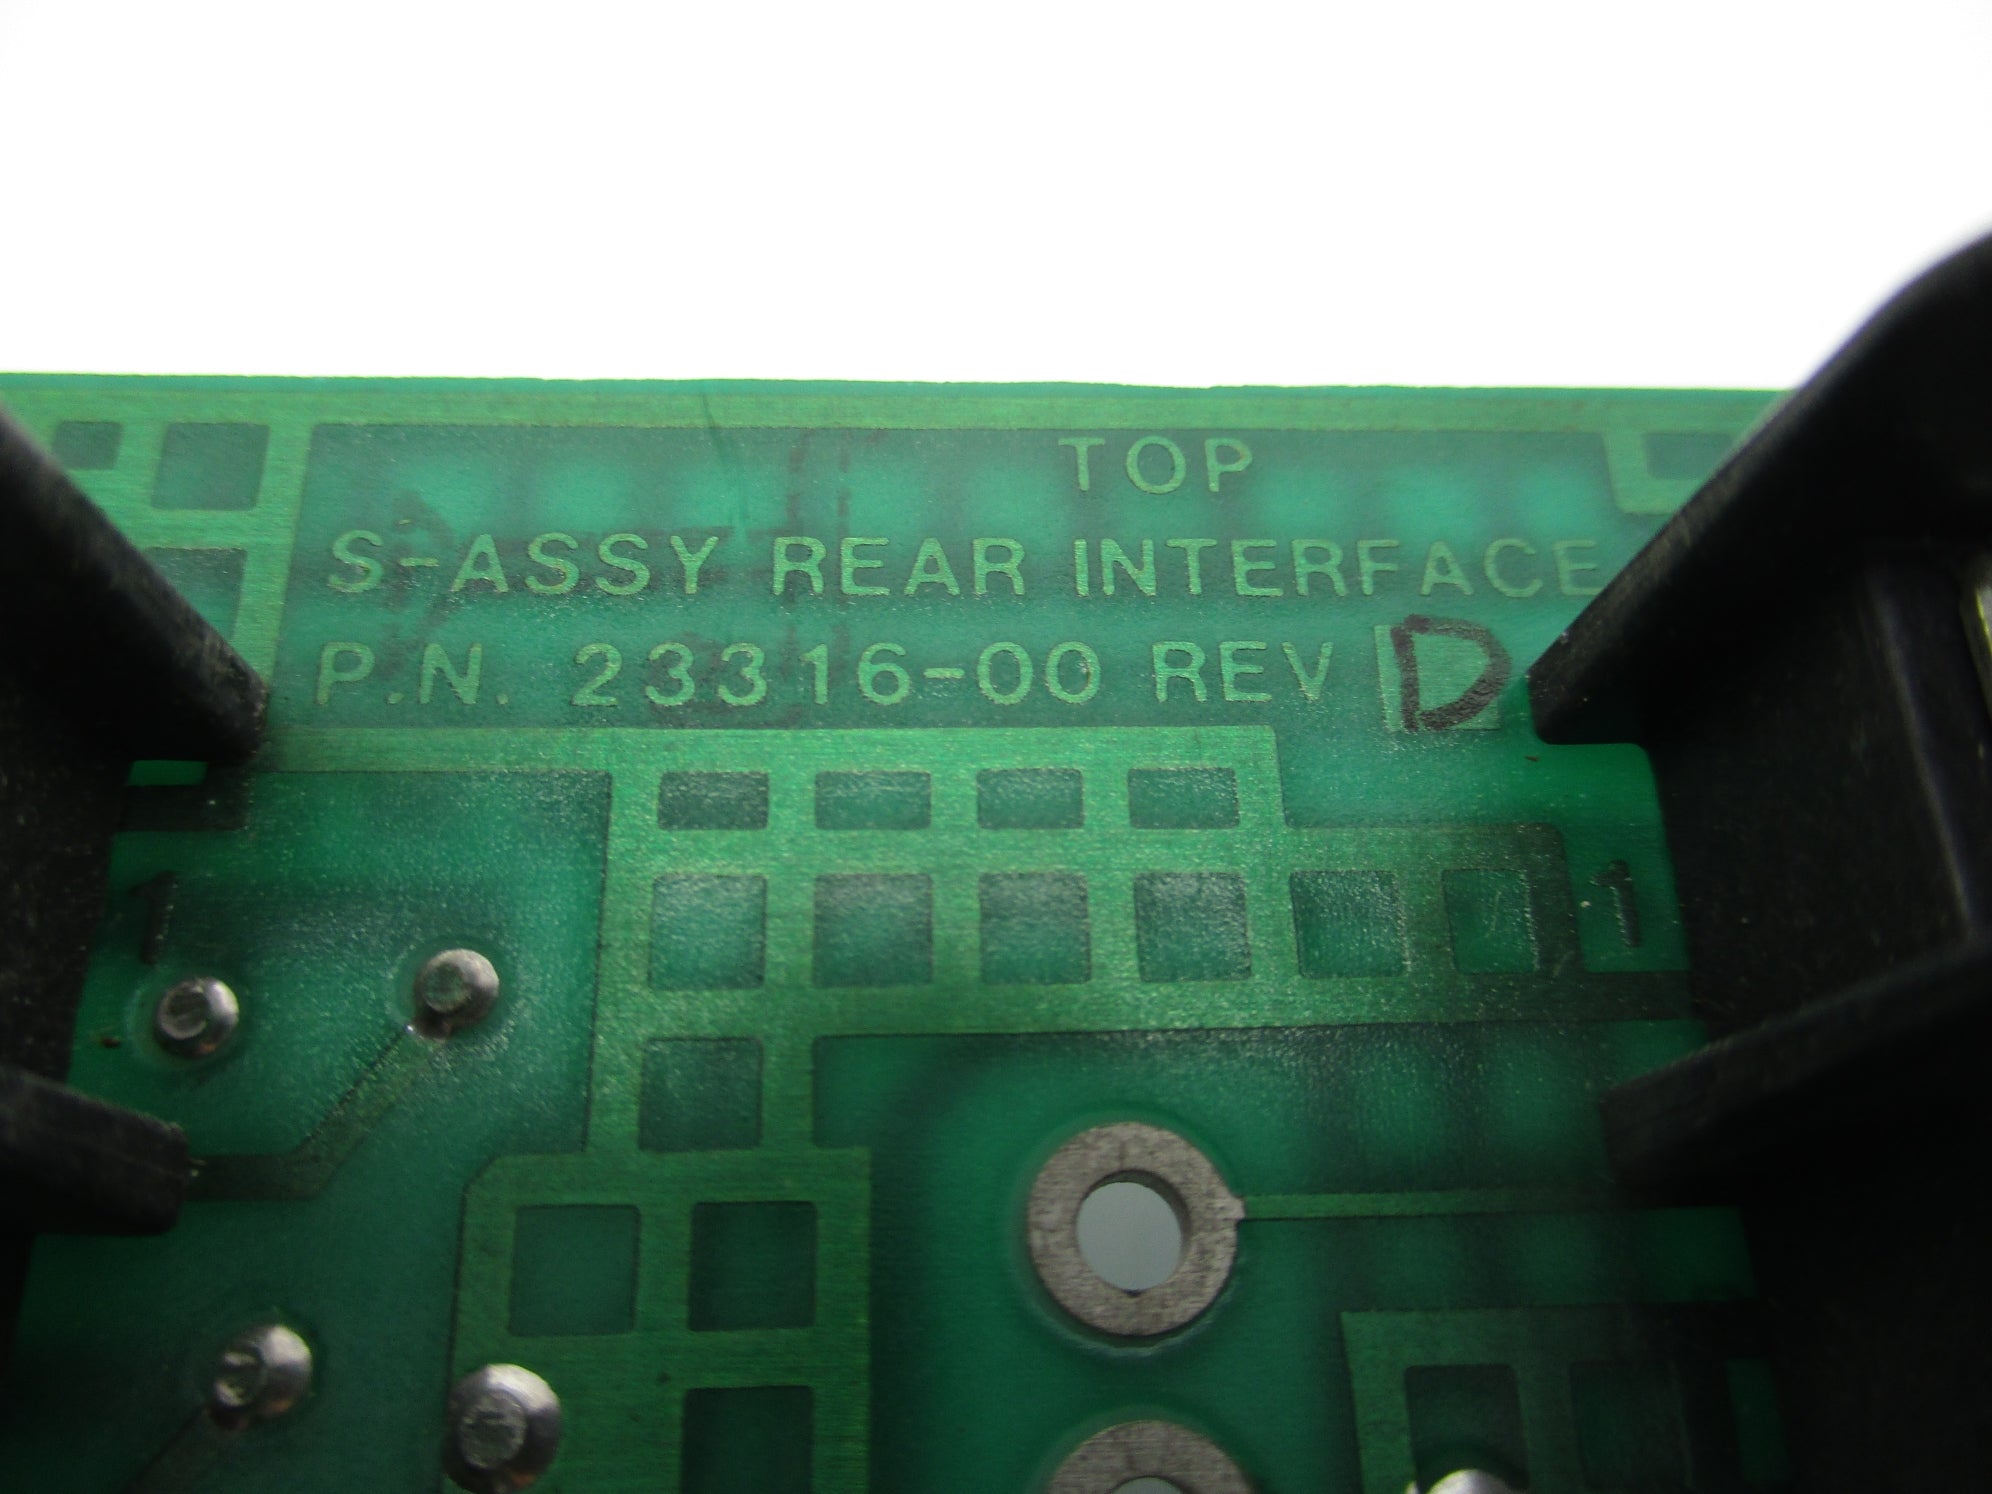 TOP
S-ASSY REAR INTERFACE
P.N. 23316-00 REV D
1
1